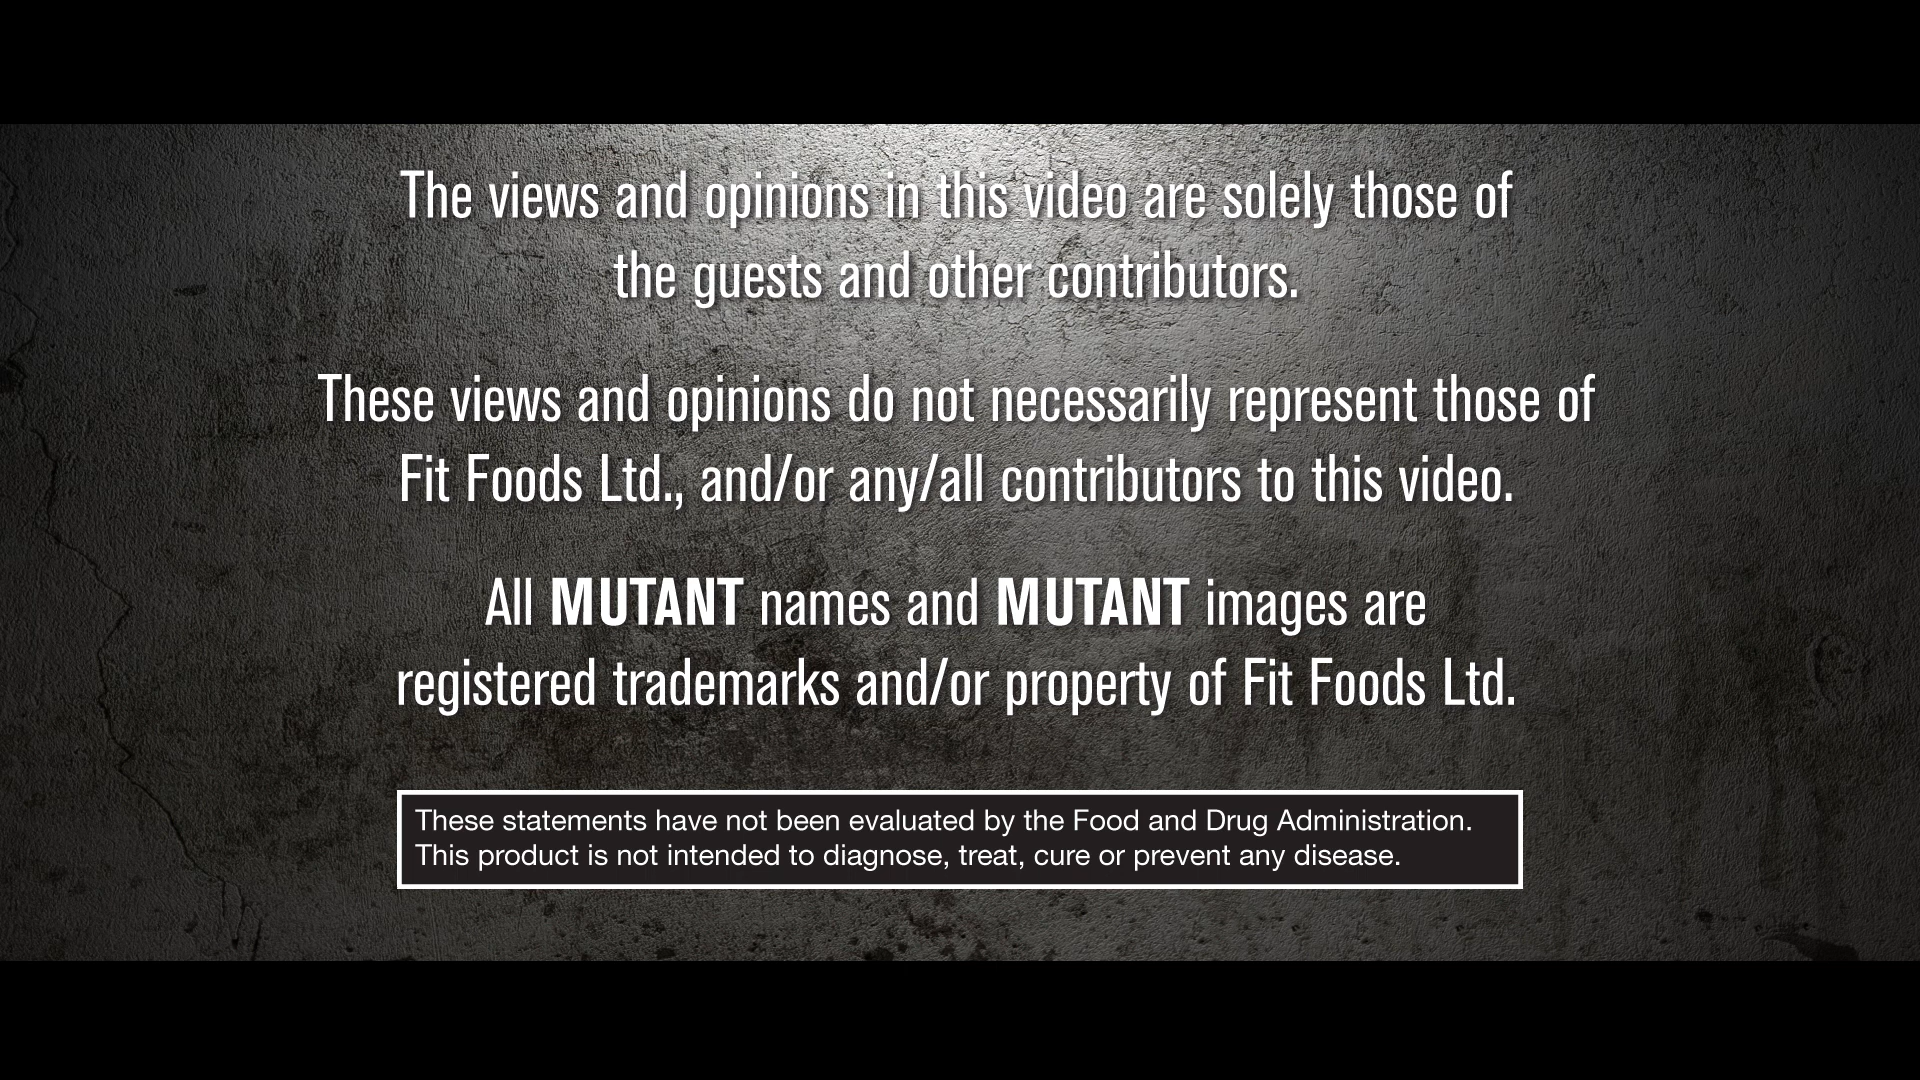 The views and opinions in this video are solely those of
the guests and other contributors.
These views and opinions do not necessarily represent those of
Fit Foods Ltd., and/or any/all contributors to this video.
All MUTANT names and MUTANT images are
registered trademarks and/or property of Fit Foods Ltd.
These statements have not been evaluated by the Food and Drug Administration.
This product is not intended to diagnose, treat, cure or prevent any disease.